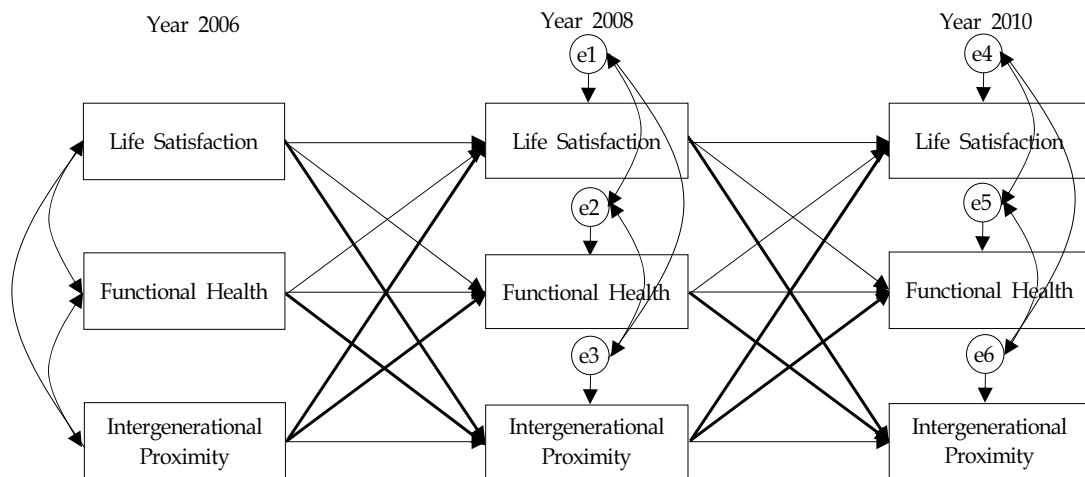 Year 2006
Year 2008
Year 2010
e1
e4
Life Satisfaction
Life Satisfaction
Life Satisfaction
e2
e5
Functional Health
Functional Health
Functional Health
e3
e6
Intergenerational
Proximity
Intergenerational
Proximity
Intergenerational
Proximity